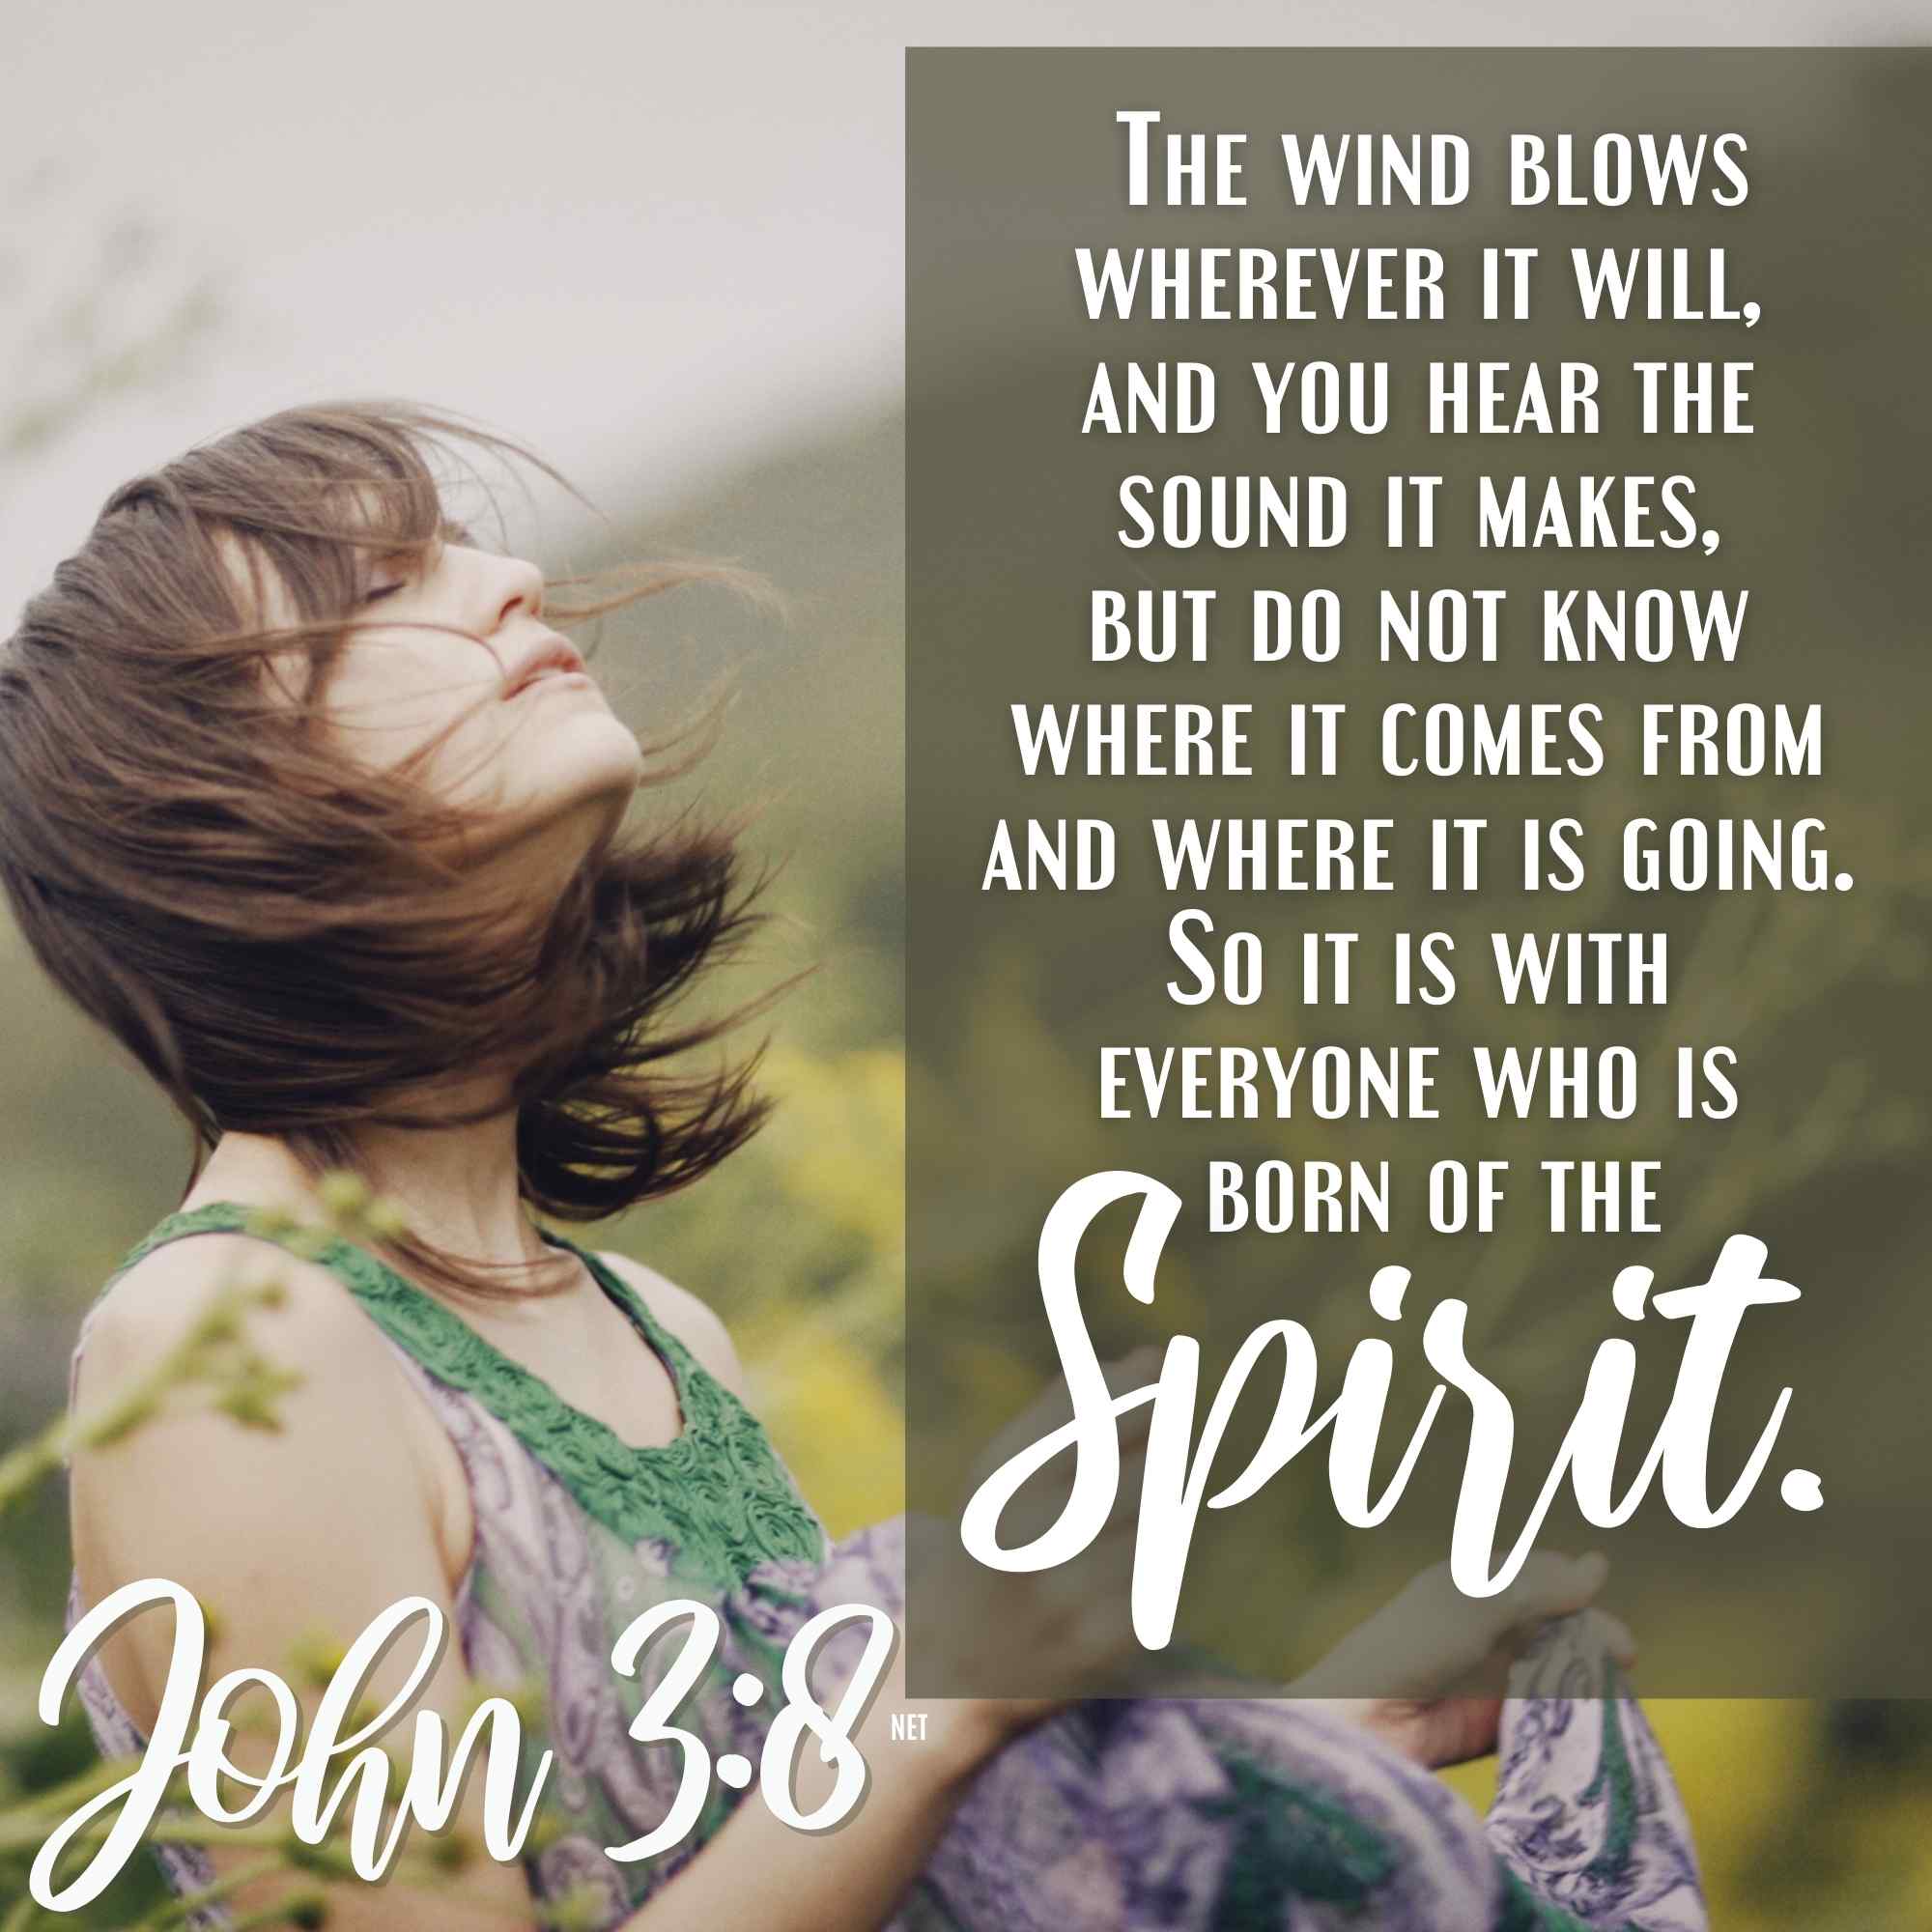 The wind blows
wherever it will,
and you hear the
sound it makes,
but do not know
where it comes from
and where it is going.
So it is with
everyone who is
born of the
Spirit.
John 3:8 NET